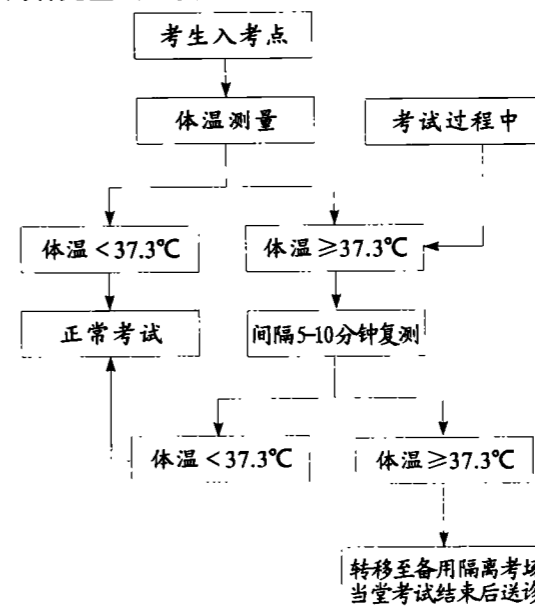 考生入考点
体温测量
考试过程中
体温<37.3℃
体温≥37.3℃
正常考试
间隔5-10分钟复测
体温<37.3℃
体温≥37.3℃
转移至备用隔离考场
当堂考试结束后送诊